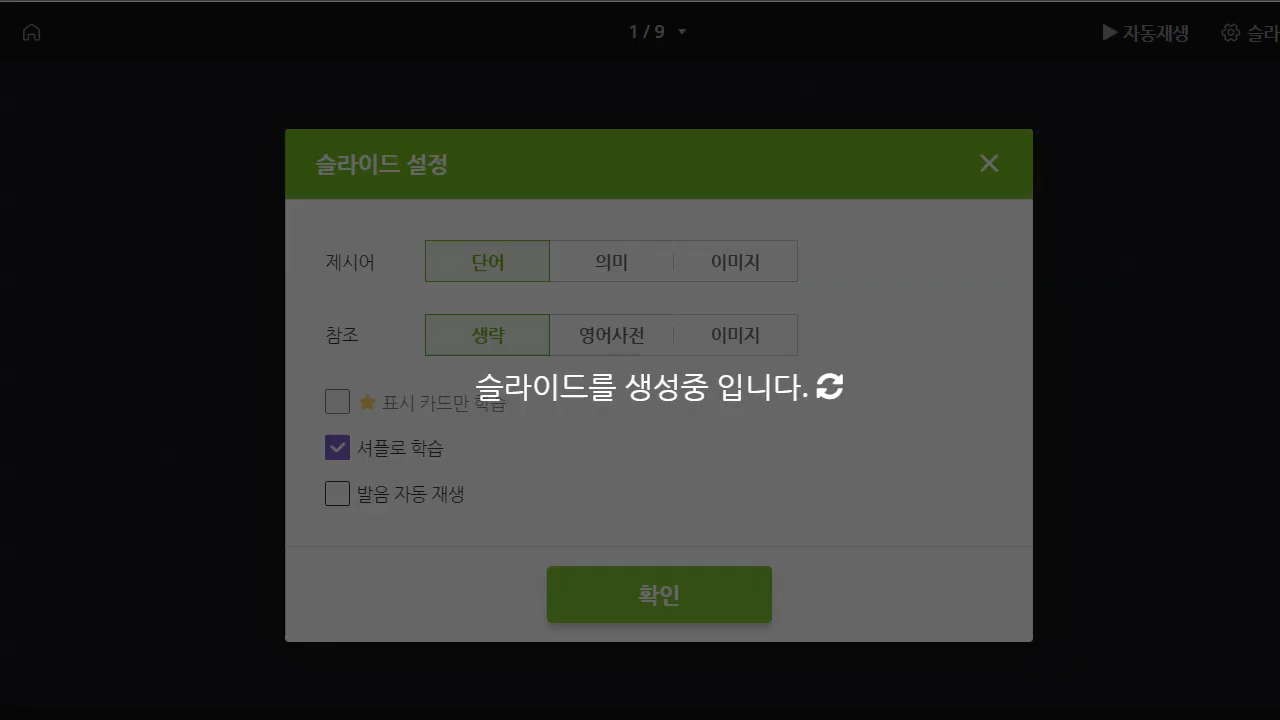 1 / 9
자동재생
슬라
슬라이드 설정
제시어 단어 의미 이미지
참조 생략 영어사전 이미지
슬라이드를 생성중 입니다.
표시 카드만 학습
셔플로 학습
발음 자동 재생
확인